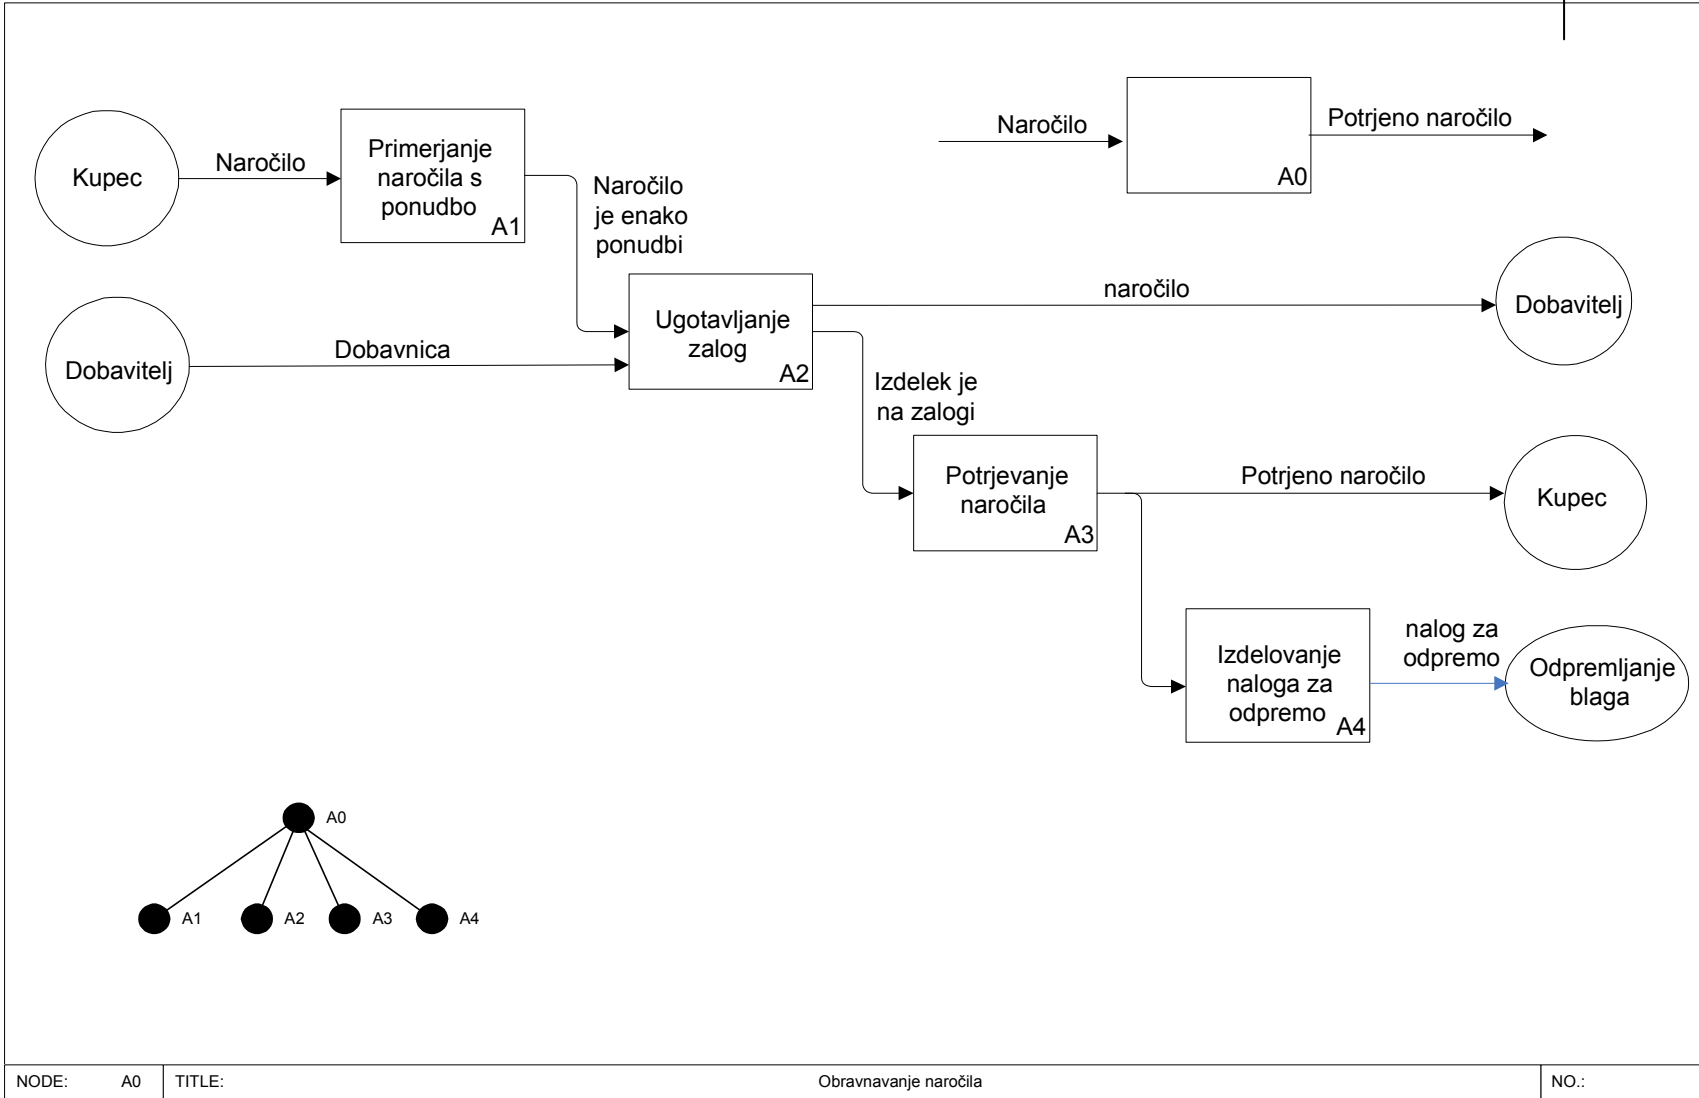 Naročilo
Potrjeno naročilo
A0
Kupec
Naročilo
Primerjanje
naročila s
ponudbo
A1
Naročilo
je enako
ponudbi
Dobavitelj
Dobavnica
Ugotavljanje
zalog
A2
naročilo
Dobavitelj
Izdelek je
na zalogi
Potrjevanje
naročila
A3
Potrjeno naročilo
Kupec
Izdelovanje
naloga za
odpremo
A4
nalog za
odpremo
Odpremljanje
blaga
A0
A1
A2
A3
A4
NODE: A0
TITLE:
Obravnavanje naročila
NO.: